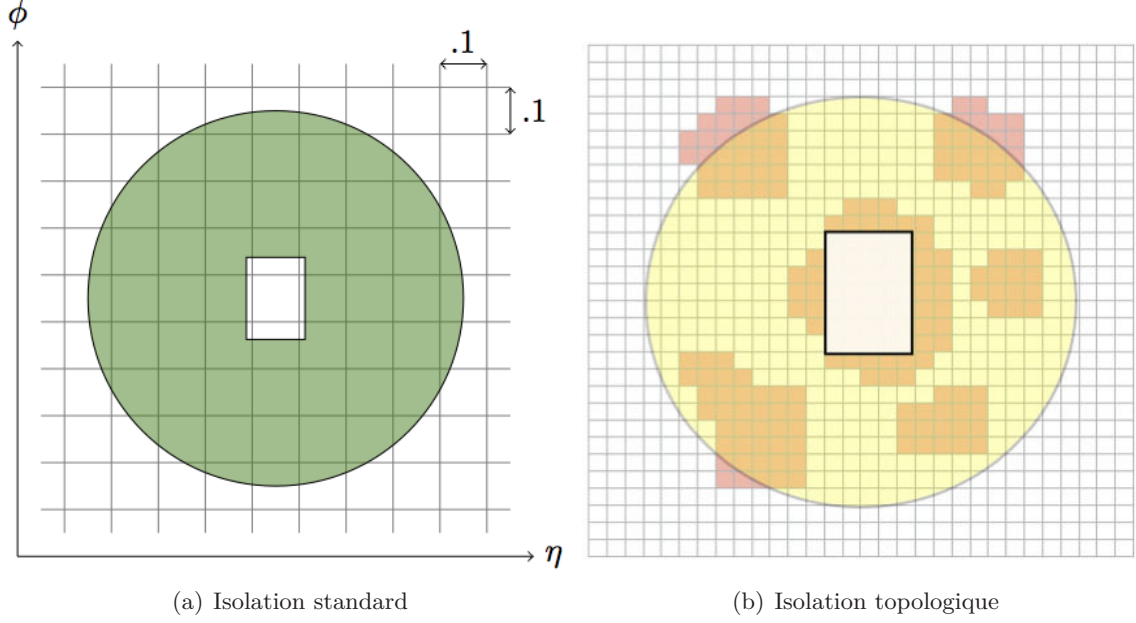 ϕ
.1
.1
η
(a) Isolation standard
(b) Isolation topologique